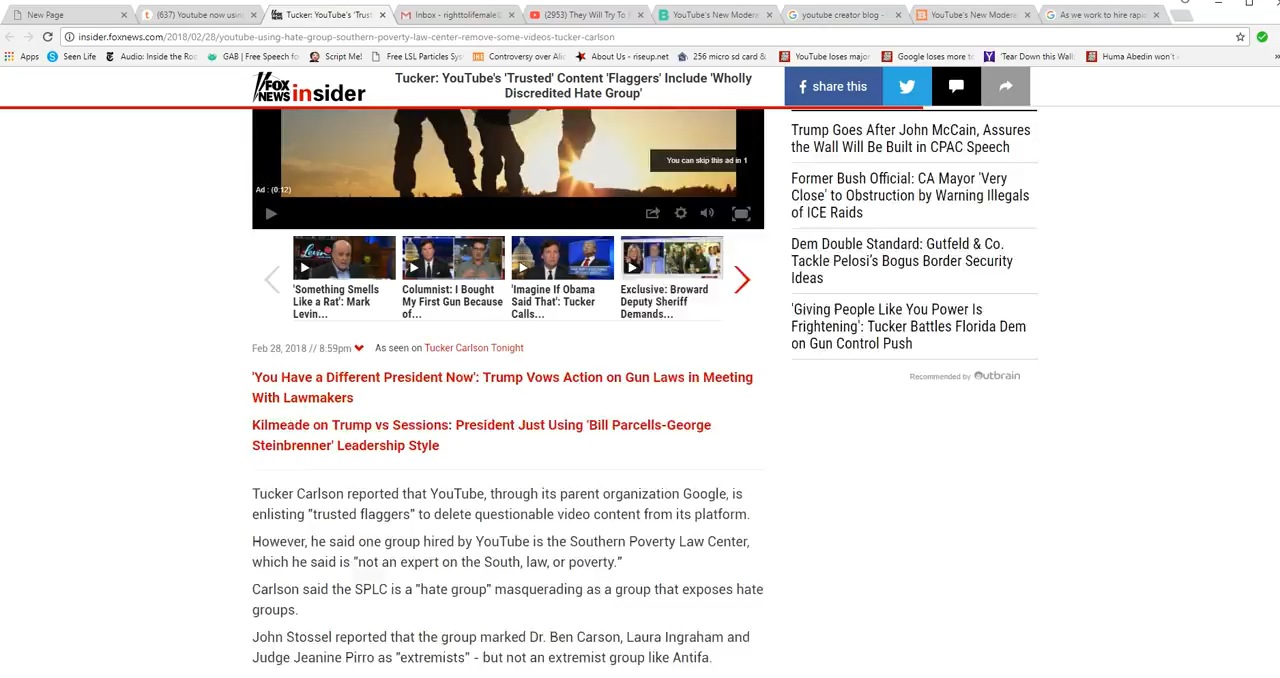 New Page
(637) Youtube now usin
Tucker: YouTube's 'Trust
Inbox - righttolifemale@
(2953) They Will Try To
YouTube's New Modera
youtube creator blog -
YouTube's New Modera
As we work to hire rapi
insider.foxnews.com/2018/02/28/youtube-using-hate-group-southern-poverty-law-center-remove-some-videos-tucker-carlson
Apps
Seen Life
Audio: Inside the Roo
GAB | Free Speech fo
Script Me!
Free LSL Particles Sys
Controversy over Alic
About Us - riseup.net
256 micro sd card &
YouTube loses major
Google loses more to
'Tear Down this Wall
Huma Abedin won't
FOX NEWS insider
Tucker: YouTube's 'Trusted' Content 'Flaggers' Include 'Wholly
Discredited Hate Group'
share this
You can skip this ad in 1
Ad : (0:12)
'Something Smells
Like a Rat': Mark
Levin...
Columnist: I Bought
My First Gun Because
of...
'Imagine If Obama
Said That': Tucker
Calls...
Exclusive: Broward
Deputy Sheriff
Demands...
Feb 28, 2018 // 8:59pm
As seen on Tucker Carlson Tonight
'You Have a Different President Now': Trump Vows Action on Gun Laws in Meeting
With Lawmakers
Kilmeade on Trump vs Sessions: President Just Using 'Bill Parcells-George
Steinbrenner' Leadership Style
Tucker Carlson reported that YouTube, through its parent organization Google, is
enlisting "trusted flaggers" to delete questionable video content from its platform.
However, he said one group hired by YouTube is the Southern Poverty Law Center,
which he said is "not an expert on the South, law, or poverty."
Carlson said the SPLC is a "hate group" masquerading as a group that exposes hate
groups.
John Stossel reported that the group marked Dr. Ben Carson, Laura Ingraham and
Judge Jeanine Pirro as "extremists" - but not an extremist group like Antifa.
Trump Goes After John McCain, Assures
the Wall Will Be Built in CPAC Speech
Former Bush Official: CA Mayor 'Very
Close' to Obstruction by Warning Illegals
of ICE Raids
Dem Double Standard: Gutfeld & Co.
Tackle Pelosi's Bogus Border Security
Ideas
'Giving People Like You Power Is
Frightening': Tucker Battles Florida Dem
on Gun Control Push
Recommended by Outbrain